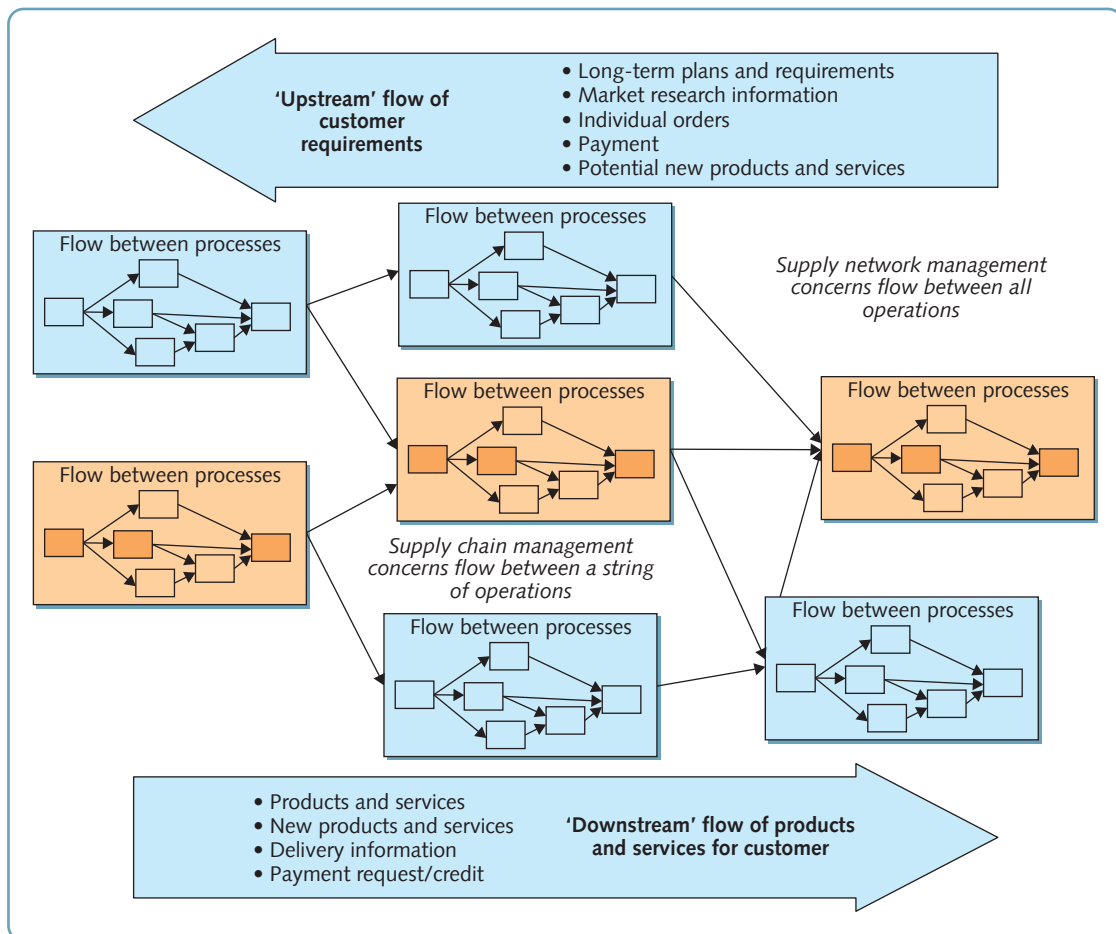 ‘Upstream’ flow of
customer
requirements
• Long-term plans and requirements
• Market research information
• Individual orders
• Payment
• Potential new products and services
Flow between processes
Flow between processes
Supply network management
concerns flow between all
operations
Flow between processes
Flow between processes
Flow between processes
Supply chain management
concerns flow between a string
of operations
Flow between processes
Flow between processes
• Products and services
• New products and services
• Delivery information
• Payment request/credit
‘Downstream’ flow of products
and services for customer